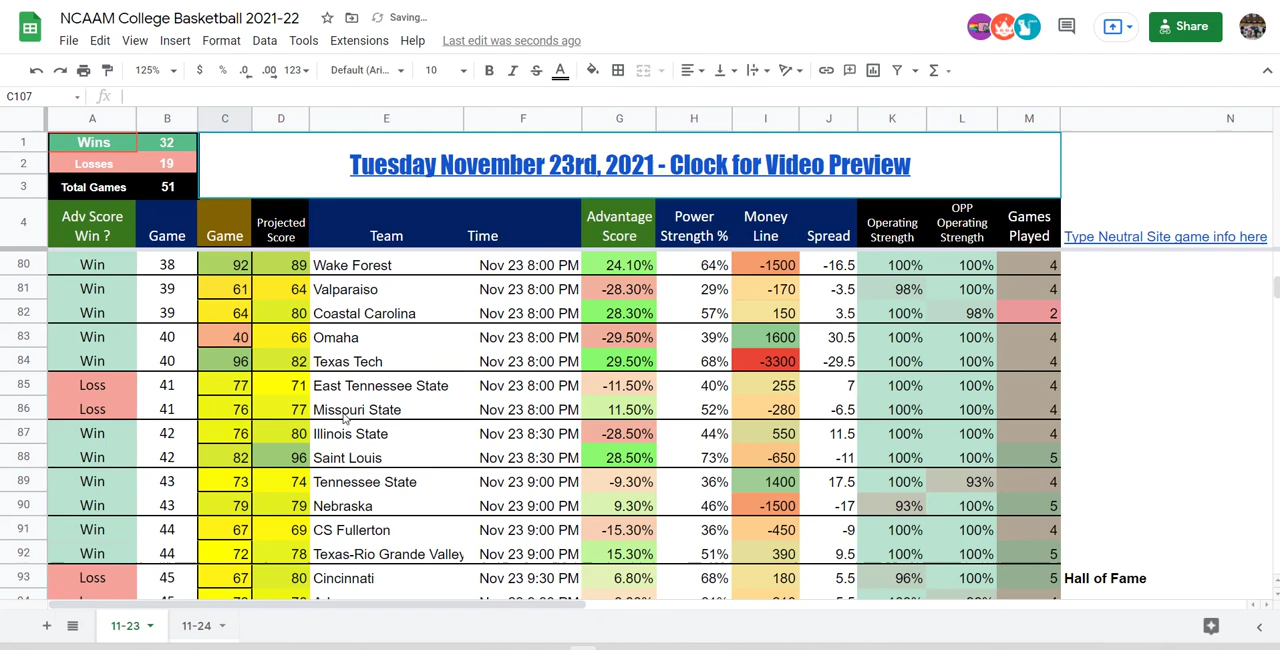 NCAAM College Basketball 2021-22 Saving...
File Edit View Insert Format Data Tools Extensions Help Last edit was seconds ago
Share
125% $ % .0 .00 123 Default (Ari... 10 B I S A
C107 fx
A B C D E F G H I J K L M N
1 Wins 32
2 Losses 19
3 Total Games 51
Tuesday November 23rd, 2021 - Clock for Video Preview
4 Adv Score Win ? Game Game Projected Score Team Time Advantage Score Power Strength % Money Line Spread Operating Strength OPP Operating Strength Games Played Type Neutral Site game info here
80 Win 38 92 89 Wake Forest Nov 23 8:00 PM 24.10% 64% -1500 -16.5 100% 100% 4
81 Win 39 61 64 Valparaiso Nov 23 8:00 PM -28.30% 29% -170 -3.5 98% 100% 4
82 Win 39 64 80 Coastal Carolina Nov 23 8:00 PM 28.30% 57% 150 3.5 100% 98% 2
83 Win 40 40 66 Omaha Nov 23 8:00 PM -29.50% 39% 1600 30.5 100% 100% 4
84 Win 40 96 82 Texas Tech Nov 23 8:00 PM 29.50% 68% -3300 -29.5 100% 100% 4
85 Loss 41 77 71 East Tennessee State Nov 23 8:00 PM -11.50% 40% 255 7 100% 100% 4
86 Loss 41 76 77 Missouri State Nov 23 8:00 PM 11.50% 52% -280 -6.5 100% 100% 4
87 Win 42 76 80 Illinois State Nov 23 8:30 PM -28.50% 44% 550 11.5 100% 100% 4
88 Win 42 82 96 Saint Louis Nov 23 8:30 PM 28.50% 73% -650 -11 100% 100% 5
89 Win 43 73 74 Tennessee State Nov 23 9:00 PM -9.30% 36% 1400 17.5 100% 93% 4
90 Win 43 79 79 Nebraska Nov 23 9:00 PM 9.30% 46% -1500 -17 93% 100% 5
91 Win 44 67 69 CS Fullerton Nov 23 9:00 PM -15.30% 36% -450 -9 100% 100% 4
92 Win 44 72 78 Texas-Rio Grande Valley Nov 23 9:00 PM 15.30% 51% 390 9.5 100% 100% 5
93 Loss 45 67 80 Cincinnati Nov 23 9:30 PM 6.80% 68% 180 5.5 96% 100% 5 Hall of Fame
11-23 11-24